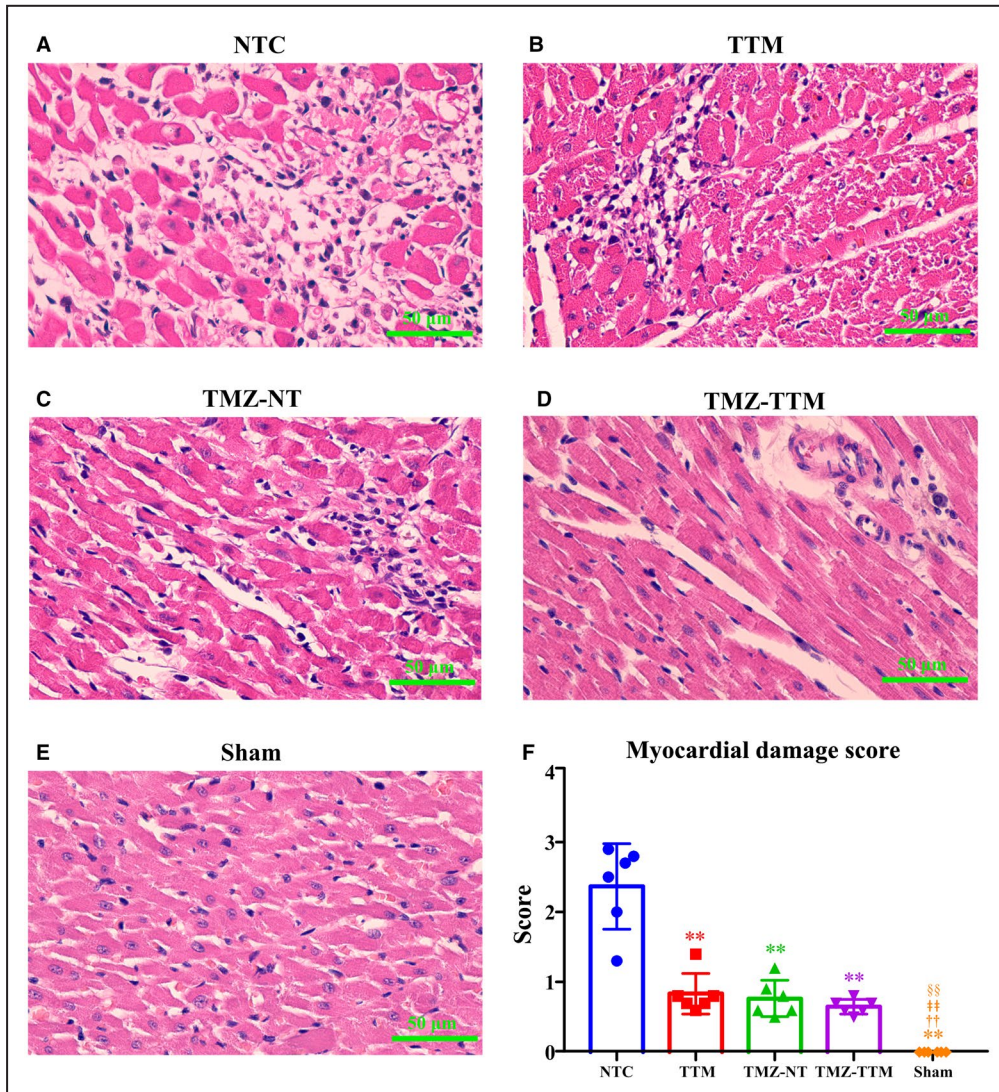 A NTC
50 µm
B TTM
50 µm
C TMZ-NT
50 µm
D TMZ-TTM
50 µm
E Sham
50 µm
F Myocardial damage score
Score
4
3
2
1
0
**
**
**
§§
‡‡
††
**
NTC TTM TMZ-NT TMZ-TTM Sham